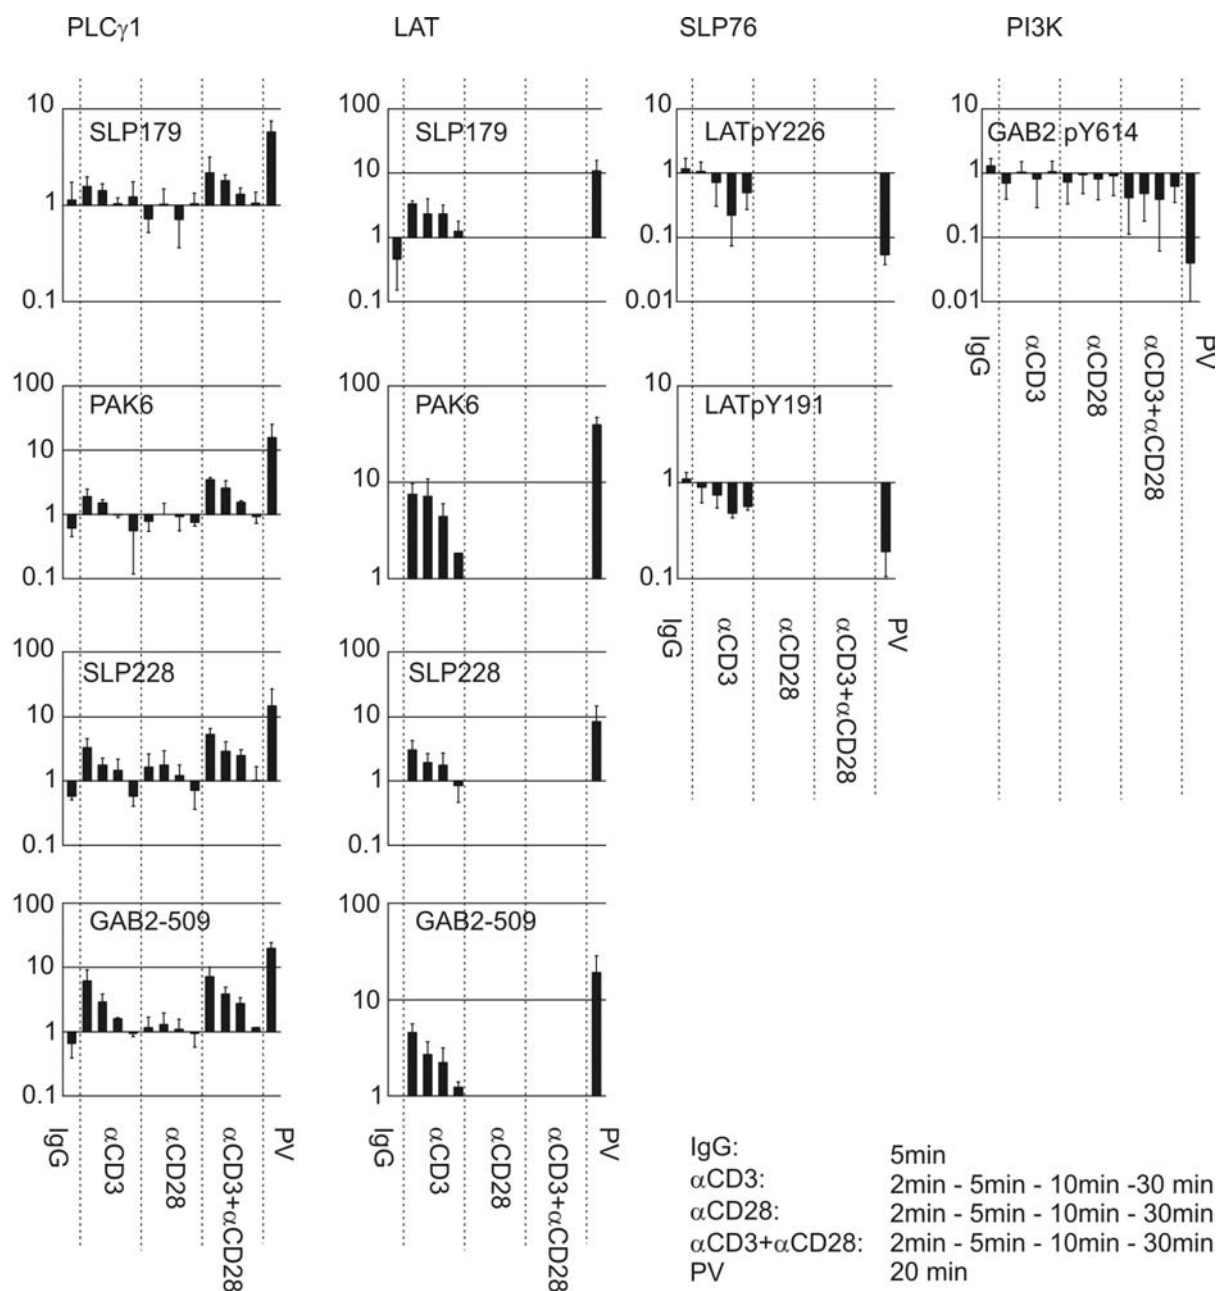 PLCγ1 LAT SLP76 PI3K
10 100 10 10
SLP179 SLP179 LATpY226 GAB2 pY614
1 10 1 1
1 0.1 0.1
0.1 0.1 0.01 0.01
IgG αCD3 αCD28 αCD3+αCD28 PV
100 100 10
PAK6 PAK6 LATpY191
10 10 1
1
0.1 1 0.1
IgG αCD3 αCD28 αCD3+αCD28 PV
100 100
SLP228 SLP228
10 10
1 1
0.1 0.1
100 100
GAB2-509 GAB2-509
10 10
1
0.1 1
IgG αCD3 αCD28 αCD3+αCD28 PV
IgG αCD3 αCD28 αCD3+αCD28 PV
IgG: 5min
αCD3: 2min - 5min - 10min -30 min
αCD28: 2min - 5min - 10min - 30min
αCD3+αCD28: 2min - 5min - 10min - 30min
PV 20 min